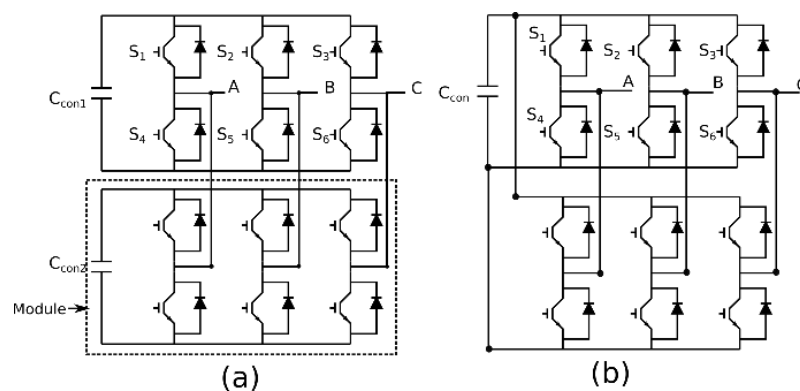 S1 S2 S3 A B C
Ccon1
S4 S5 S6
Ccon2
Module
(a)
S1 S2 S3 A B C
Ccon
S4 S5 S6
(b)